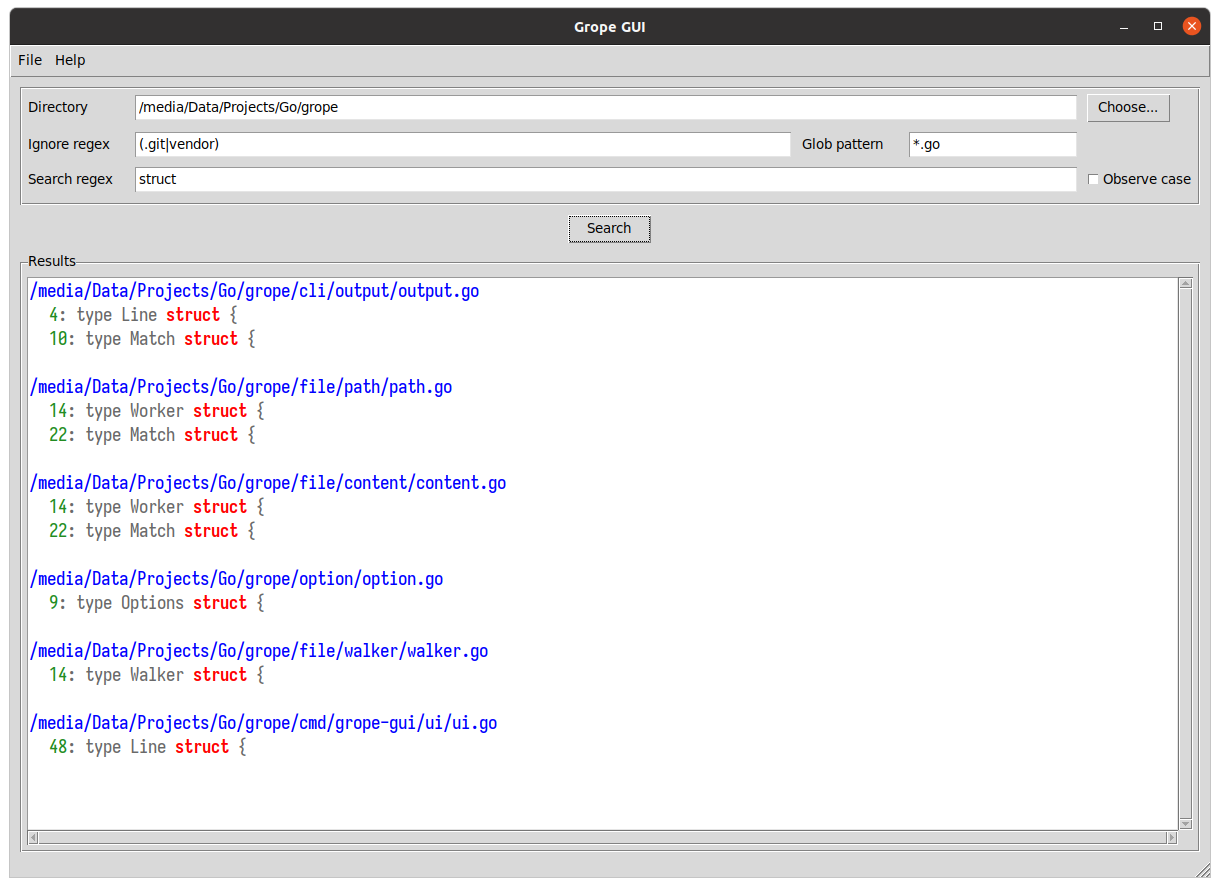 Grope GUI
File Help
Directory /media/Data/Projects/Go/grope Choose...
Ignore regex (.git|vendor) Glob pattern *.go
Search regex struct Observe case
Search
Results
/media/Data/Projects/Go/grope/cli/output/output.go
4: type Line struct {
10: type Match struct {
/media/Data/Projects/Go/grope/file/path/path.go
14: type Worker struct {
22: type Match struct {
/media/Data/Projects/Go/grope/file/content/content.go
14: type Worker struct {
22: type Match struct {
/media/Data/Projects/Go/grope/option/option.go
9: type Options struct {
/media/Data/Projects/Go/grope/file/walker/walker.go
14: type Walker struct {
/media/Data/Projects/Go/grope/cmd/grope-gui/ui/ui.go
48: type Line struct {